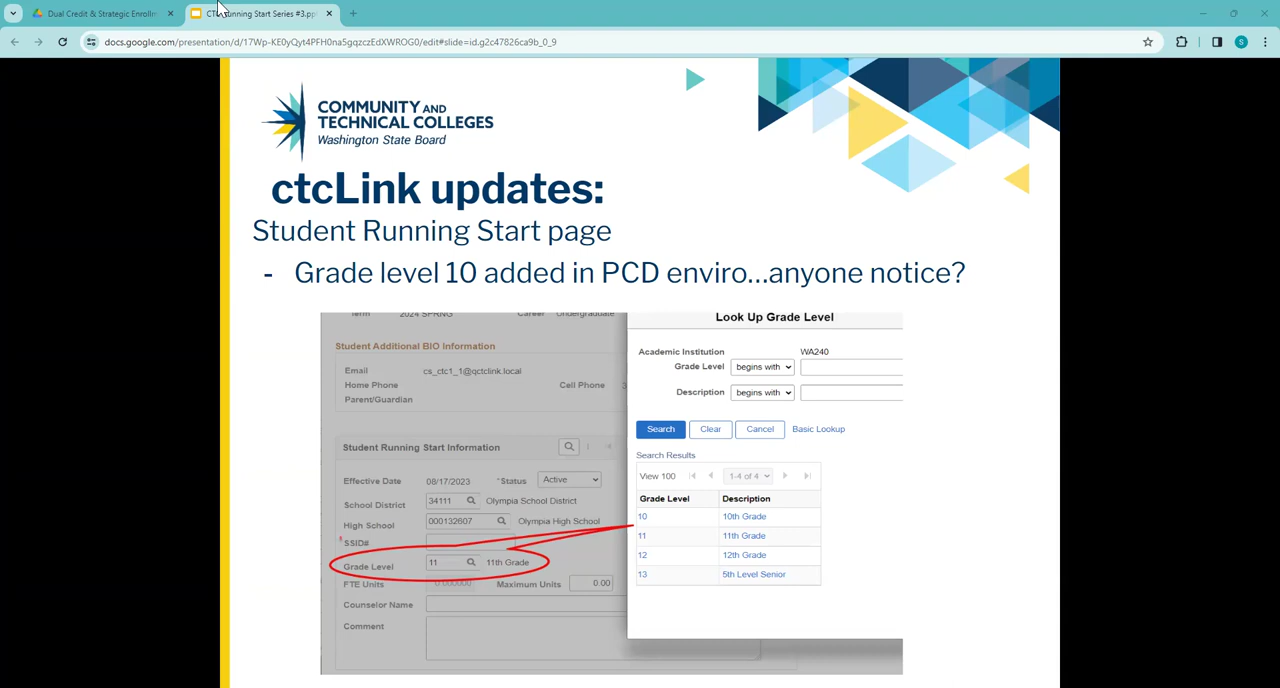 Dual Credit & Strategic Enrollm
CTC Running Start Series #3.pp
docs.google.com/presentation/d/17Wp-KE0yQyt4PFH0na5gqzczEdXWROG0/edit#slide=id.g2c47826ca9b_0_9
S
COMMUNITY AND
TECHNICAL COLLEGES
Washington State Board
ctcLink updates:
Student Running Start page
- Grade level 10 added in PCD enviro...anyone notice?
Term 2024 SPRNG Career Undergraduate
Student Additional BIO Information
Email cs_ctc1_1@qctclink.local
Home Phone Cell Phone 3
Parent/Guardian
Student Running Start Information
Effective Date 08/17/2023 *Status Active
School District 34111 Olympia School District
High School 000132607 Olympia High School
*SSID#
Grade Level 11 11th Grade
FTE Units 0.000000 Maximum Units 0.00
Counselor Name
Comment
Look Up Grade Level
Academic Institution WA240
Grade Level begins with
Description begins with
Search Clear Cancel Basic Lookup
Search Results
View 100 1-4 of 4
Grade Level Description
10 10th Grade
11 11th Grade
12 12th Grade
13 5th Level Senior